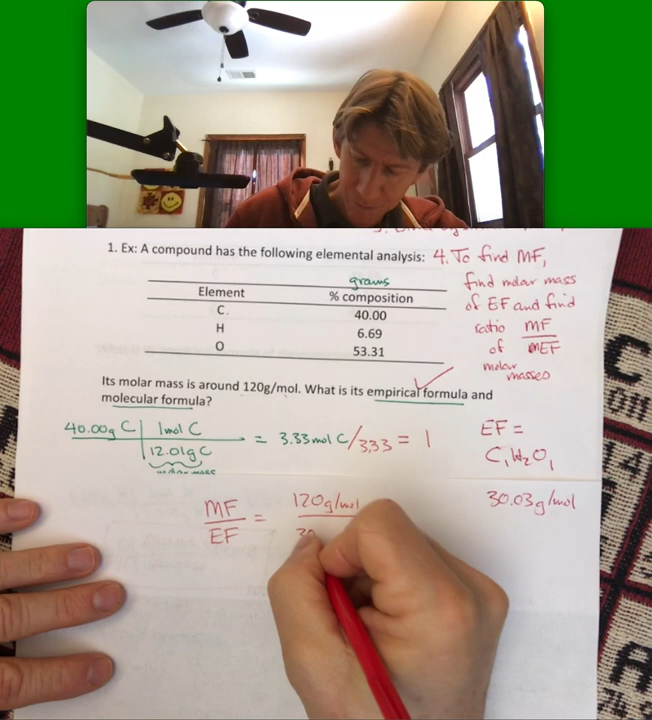 1. Ex: A compound has the following elemental analysis:
4. To find MF,
find molar mass
of EF and find
ratio MF
of MEF
molar
masses
grams
Element % composition
C. 40.00
H 6.69
O 53.31
Its molar mass is around 120g/mol. What is its empirical formula and
molecular formula?
40.00g C | 1mol C = 3.33mol C/3.33 = 1
12.01g C
molar mass
EF =
C₁H₂O₁
30.03g/mol
MF = 120g/mol
EF 30